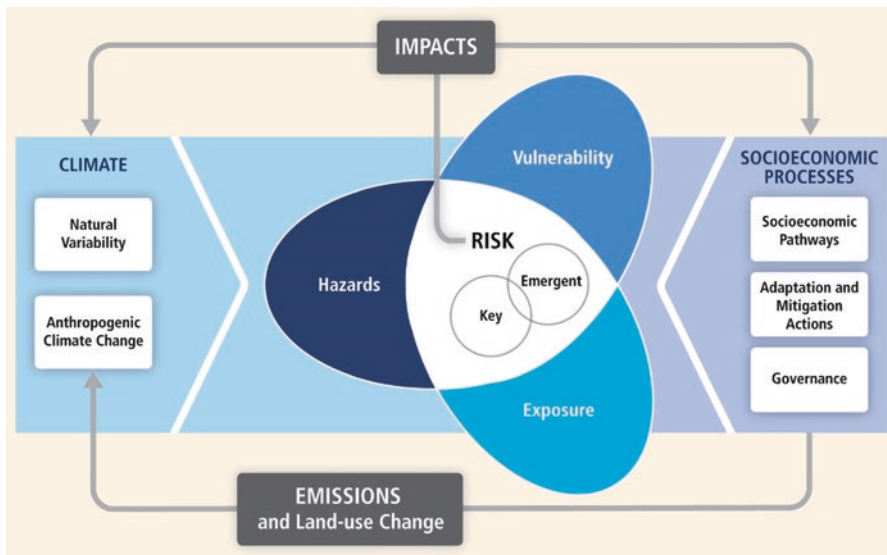 IMPACTS
CLIMATE
Natural
Variability
Anthropogenic
Climate Change
Vulnerability
Hazards
RISK
Emergent
Key
Exposure
SOCIOECONOMIC
PROCESSES
Socioeconomic
Pathways
Adaptation and
Mitigation
Actions
Governance
EMISSIONS
and Land-use Change